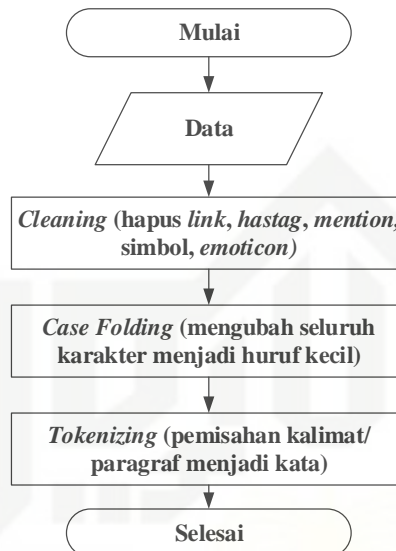 Mulai
Data
Cleaning (hapus link, hastag, mention,
simbol, emoticon)
Case Folding (mengubah seluruh
karakter menjadi huruf kecil)
Tokenizing (pemisahan kalimat/
paragraf menjadi kata)
Selesai